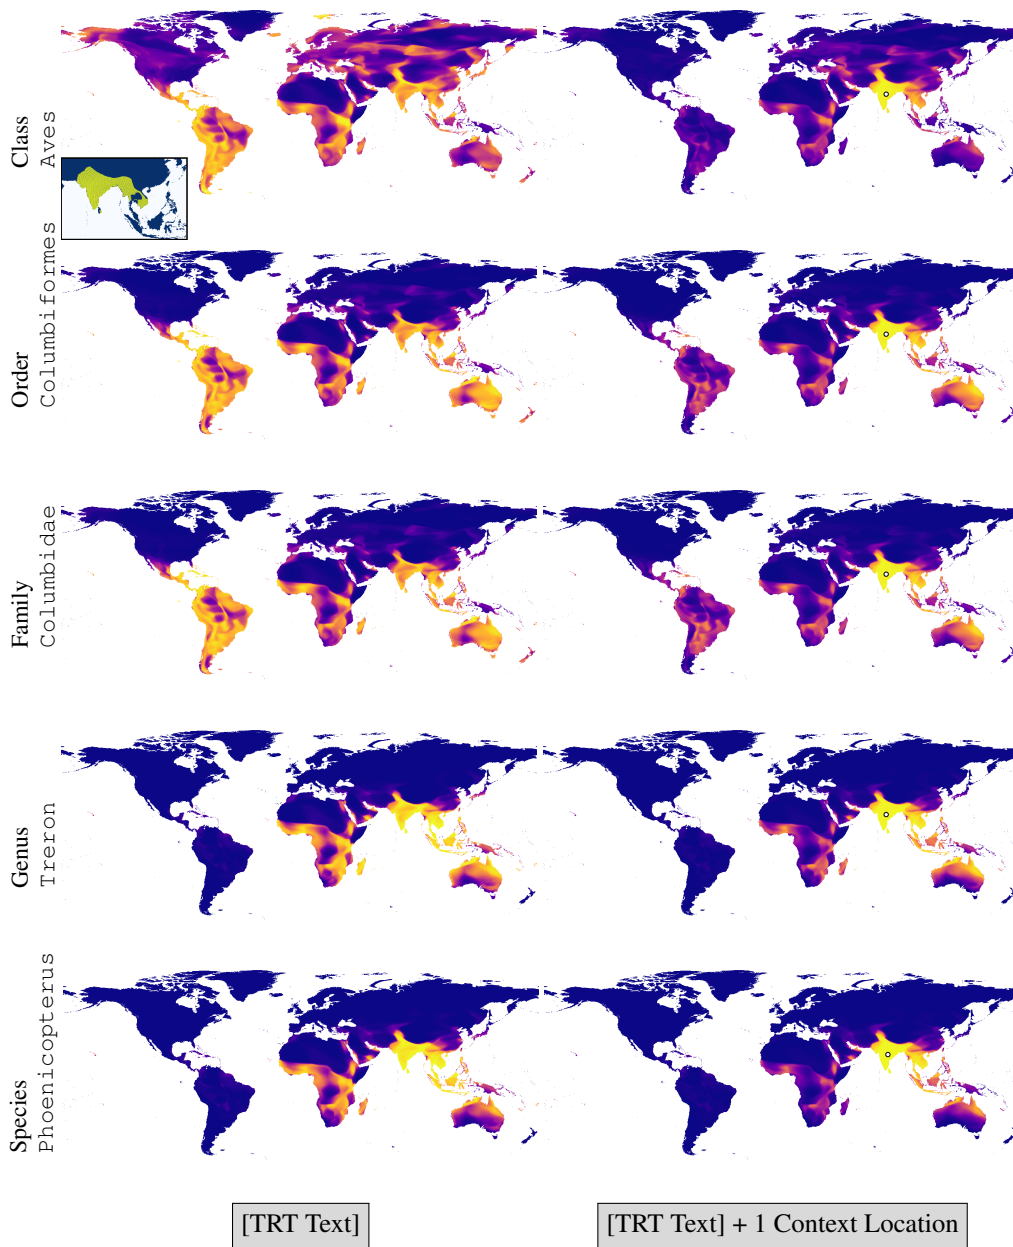 Class
Aves
Order
Columbiformes
Family
Columbidae
Genus
Treron
Species
Phoenicopterus
[TRT Text]
[TRT Text] + 1 Context Location